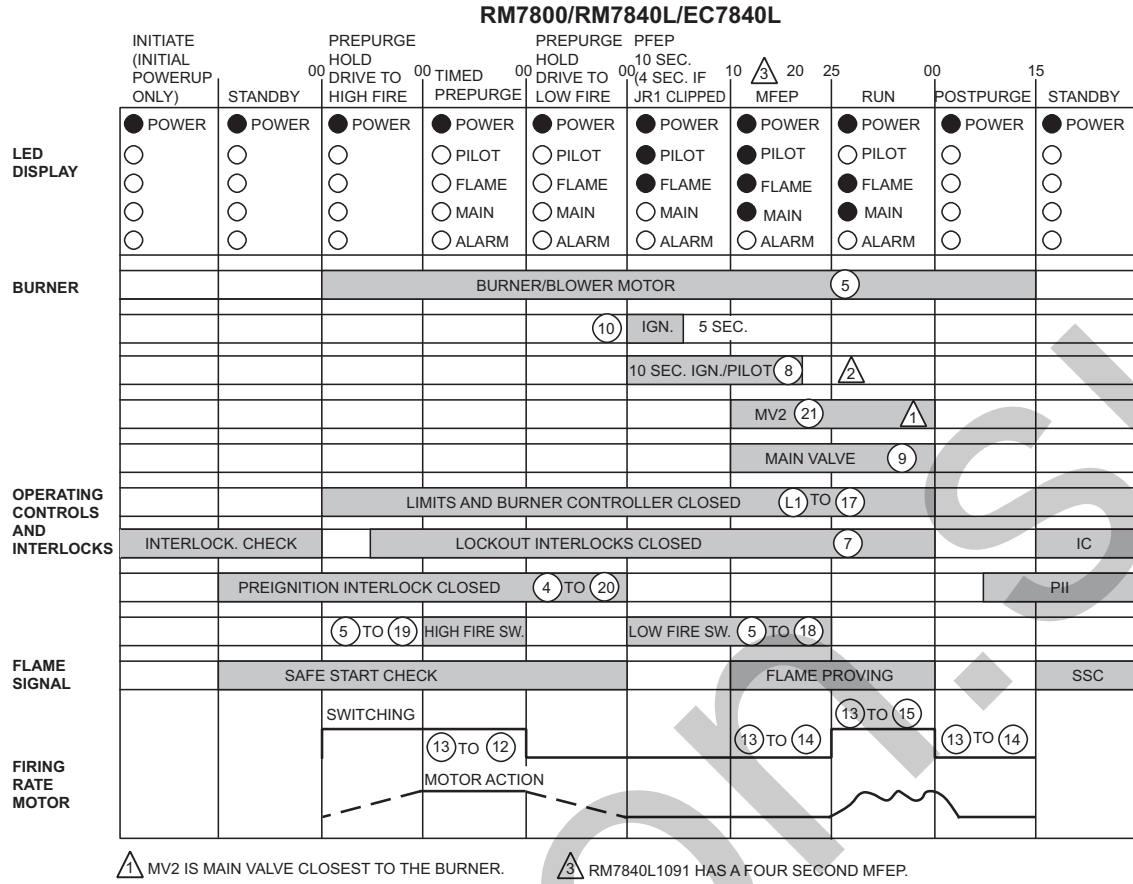 RM7800/RM7840L/EC7840L
INITIATE
(INITIAL
POWERUP
ONLY)
STANDBY
PREPURGE
HOLD
DRIVE TO
HIGH FIRE
00
TIMED
PREPURGE
00
PREPURGE
HOLD
DRIVE TO
LOW FIRE
00
PFEP
10 SEC.
(4 SEC. IF
JR1 CLIPPED
00
10 3 20 25
MFEP
RUN
00
POSTPURGE
15
STANDBY
LED
DISPLAY
POWER POWER POWER POWER POWER POWER POWER POWER POWER POWER
PILOT PILOT PILOT PILOT PILOT
FLAME FLAME FLAME FLAME FLAME
MAIN MAIN MAIN MAIN MAIN
ALARM ALARM ALARM ALARM ALARM
BURNER
BURNER/BLOWER MOTOR 5
10 IGN. 5 SEC.
10 SEC. IGN./PILOT 8 2
MV2 21 1
MAIN VALVE 9
OPERATING
CONTROLS
AND
INTERLOCKS
LIMITS AND BURNER CONTROLLER CLOSED L1 TO 17
INTERLOCK. CHECK LOCKOUT INTERLOCKS CLOSED 7 IC
PREIGNITION INTERLOCK CLOSED 4 TO 20 PII
5 TO 19 HIGH FIRE SW. LOW FIRE SW. 5 TO 18
FLAME
SIGNAL
SAFE START CHECK FLAME PROVING SSC
FIRING
RATE
MOTOR
SWITCHING 13 TO 15
13 TO 12 13 TO 14 13 TO 14
MOTOR ACTION
1 MV2 IS MAIN VALVE CLOSEST TO THE BURNER.
3 RM7840L1091 HAS A FOUR SECOND MFEP.